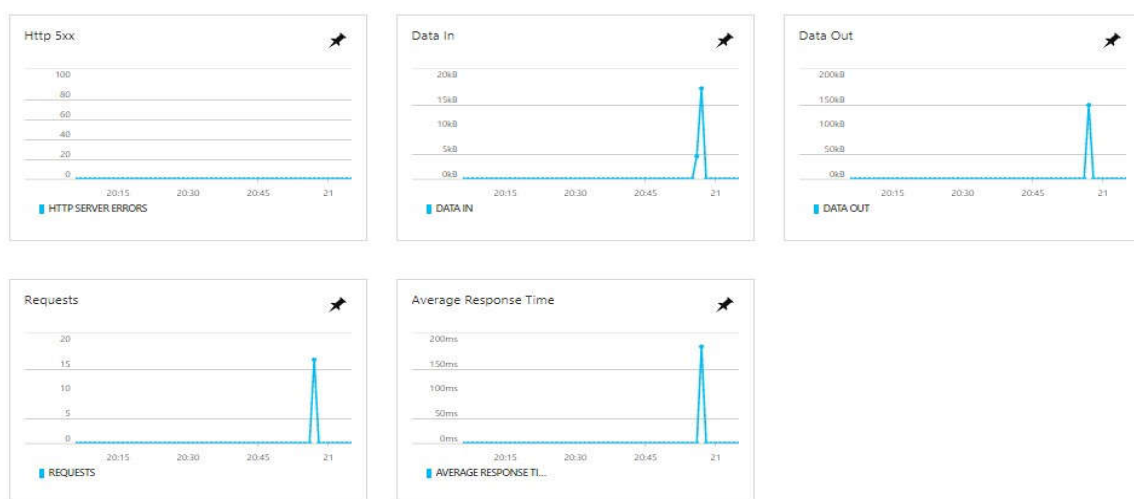 Http 5xx
100
80
60
40
20
0
20:15 20:30 20:45 21
HTTP SERVER ERRORS
Data In
20kB
15kB
10kB
5kB
0kB
20:15 20:30 20:45 21
DATA IN
Data Out
200kB
150kB
100kB
50kB
0kB
20:15 20:30 20:45 21
DATA OUT
Requests
20
15
10
5
0
20:15 20:30 20:45 21
REQUESTS
Average Response Time
200ms
150ms
100ms
50ms
0ms
20:15 20:30 20:45 21
AVERAGE RESPONSE TI...